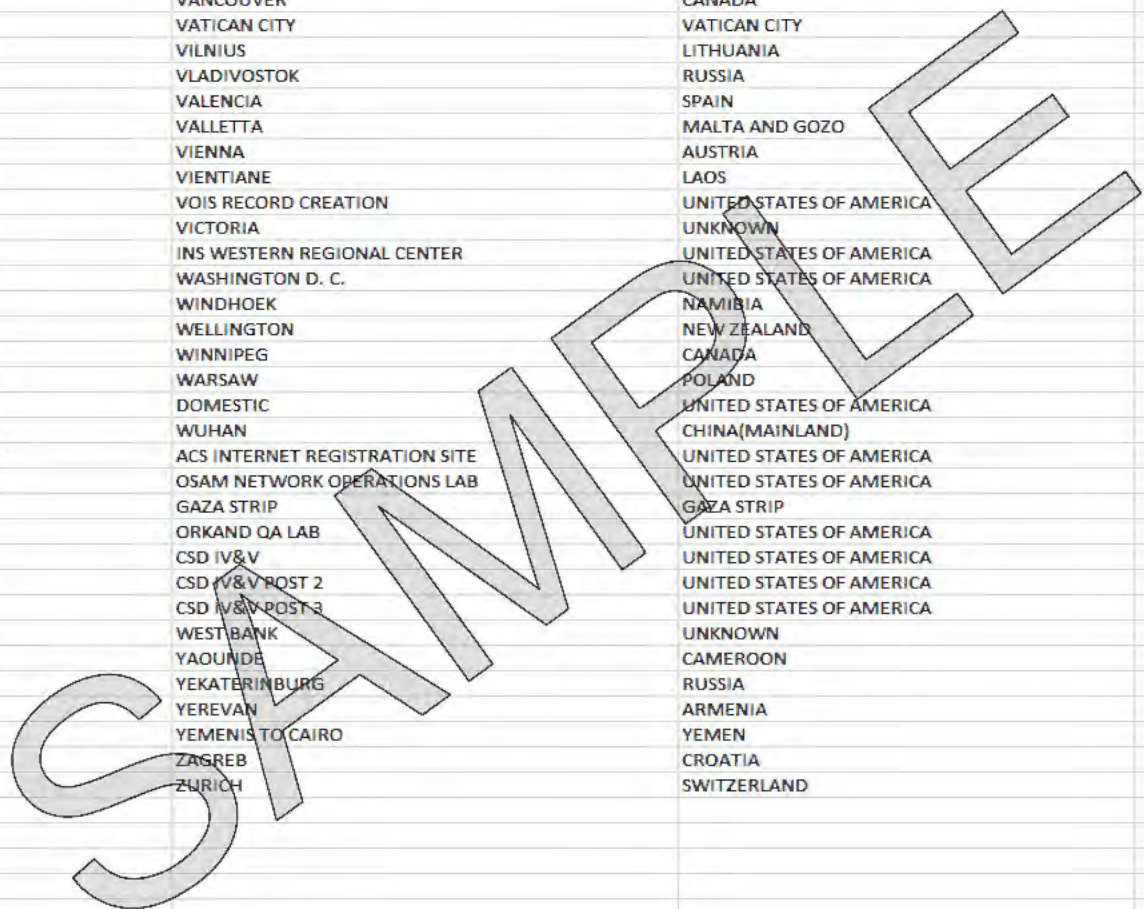 VANCOUVER CANADA
VATICAN CITY VATICAN CITY
VILNIUS LITHUANIA
VLADIVOSTOK RUSSIA
VALENCIA SPAIN
VALLETTA MALTA AND GOZO
VIENNA AUSTRIA
VIENTIANE LAOS
VOIS RECORD CREATION UNITED STATES OF AMERICA
VICTORIA UNKNOWN
INS WESTERN REGIONAL CENTER UNITED STATES OF AMERICA
WASHINGTON D. C. UNITED STATES OF AMERICA
WINDHOEK NAMIBIA
WELLINGTON NEW ZEALAND
WINNIPEG CANADA
WARSAW POLAND
DOMESTIC UNITED STATES OF AMERICA
WUHAN CHINA(MAINLAND)
ACS INTERNET REGISTRATION SITE UNITED STATES OF AMERICA
OSAM NETWORK OPERATIONS LAB UNITED STATES OF AMERICA
GAZA STRIP GAZA STRIP
ORKAND QA LAB UNITED STATES OF AMERICA
CSD IV&V UNITED STATES OF AMERICA
CSD IV&V POST 2 UNITED STATES OF AMERICA
CSD IV&V POST 3 UNITED STATES OF AMERICA
WEST BANK UNKNOWN
YAOUNDE CAMEROON
YEKATERINBURG RUSSIA
YEREVAN ARMENIA
YEMENIS TO CAIRO YEMEN
ZAGREB CROATIA
ZURICH SWITZERLAND
SAMPLE